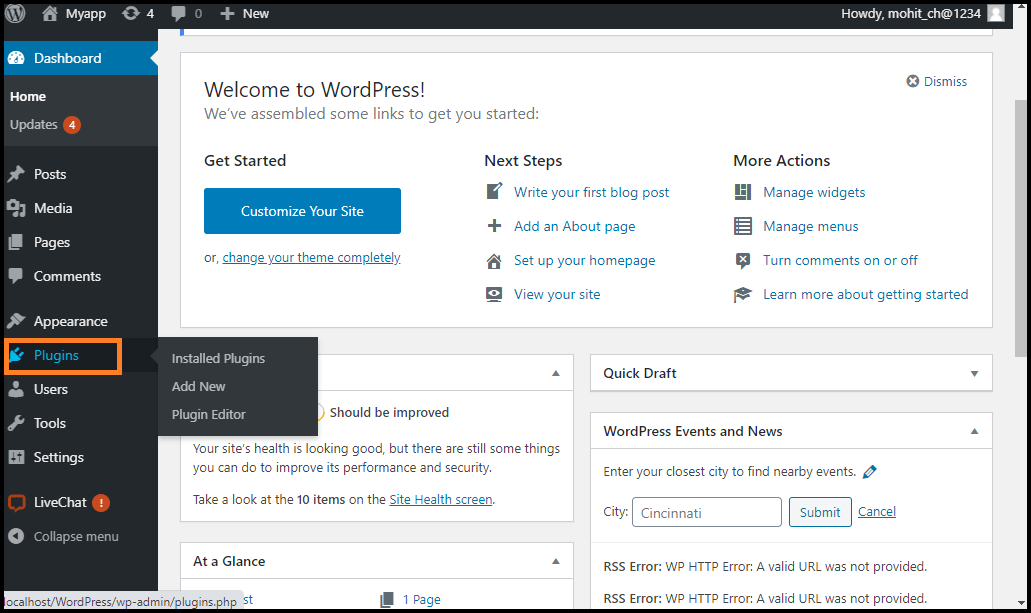 Myapp 4 0 New Howdy, mohit_ch@1234
Dashboard
Home
Updates 4
Posts
Media
Pages
Comments
Appearance
Plugins
Users
Tools
Settings
LiveChat !
Collapse menu
Installed Plugins
Add New
Plugin Editor
Welcome to WordPress!
We've assembled some links to get you started:
Dismiss
Get Started
Customize Your Site
or, change your theme completely
Next Steps
Write your first blog post
Add an About page
Set up your homepage
View your site
More Actions
Manage widgets
Manage menus
Turn comments on or off
Learn more about getting started
Should be improved
Your site's health is looking good, but there are still some things
you can do to improve its performance and security.
Take a look at the 10 items on the Site Health screen.
At a Glance
1 Page
Quick Draft
WordPress Events and News
Enter your closest city to find nearby events.
City: Cincinnati Submit Cancel
RSS Error: WP HTTP Error: A valid URL was not provided.
RSS Error: WP HTTP Error: A valid URL was not provided.
localhost/WordPress/wp-admin/plugins.php